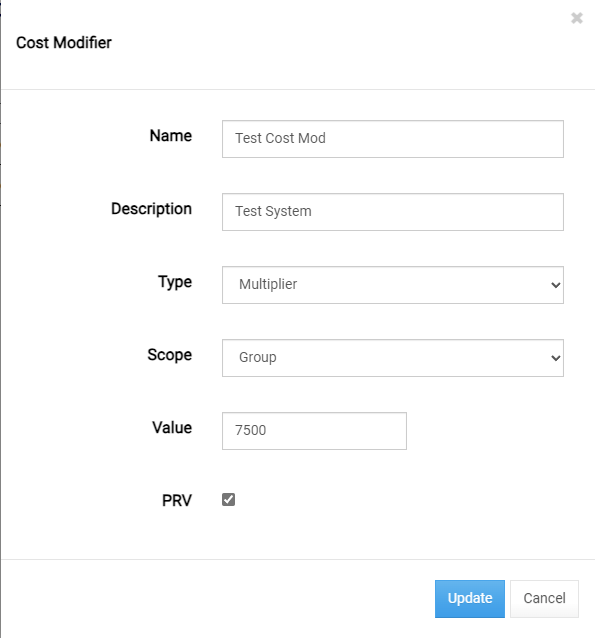 Cost Modifier
Name
Test Cost Mod
Description
Test System
Type
Multiplier
Scope
Group
Value
7500
PRV
Update
Cancel